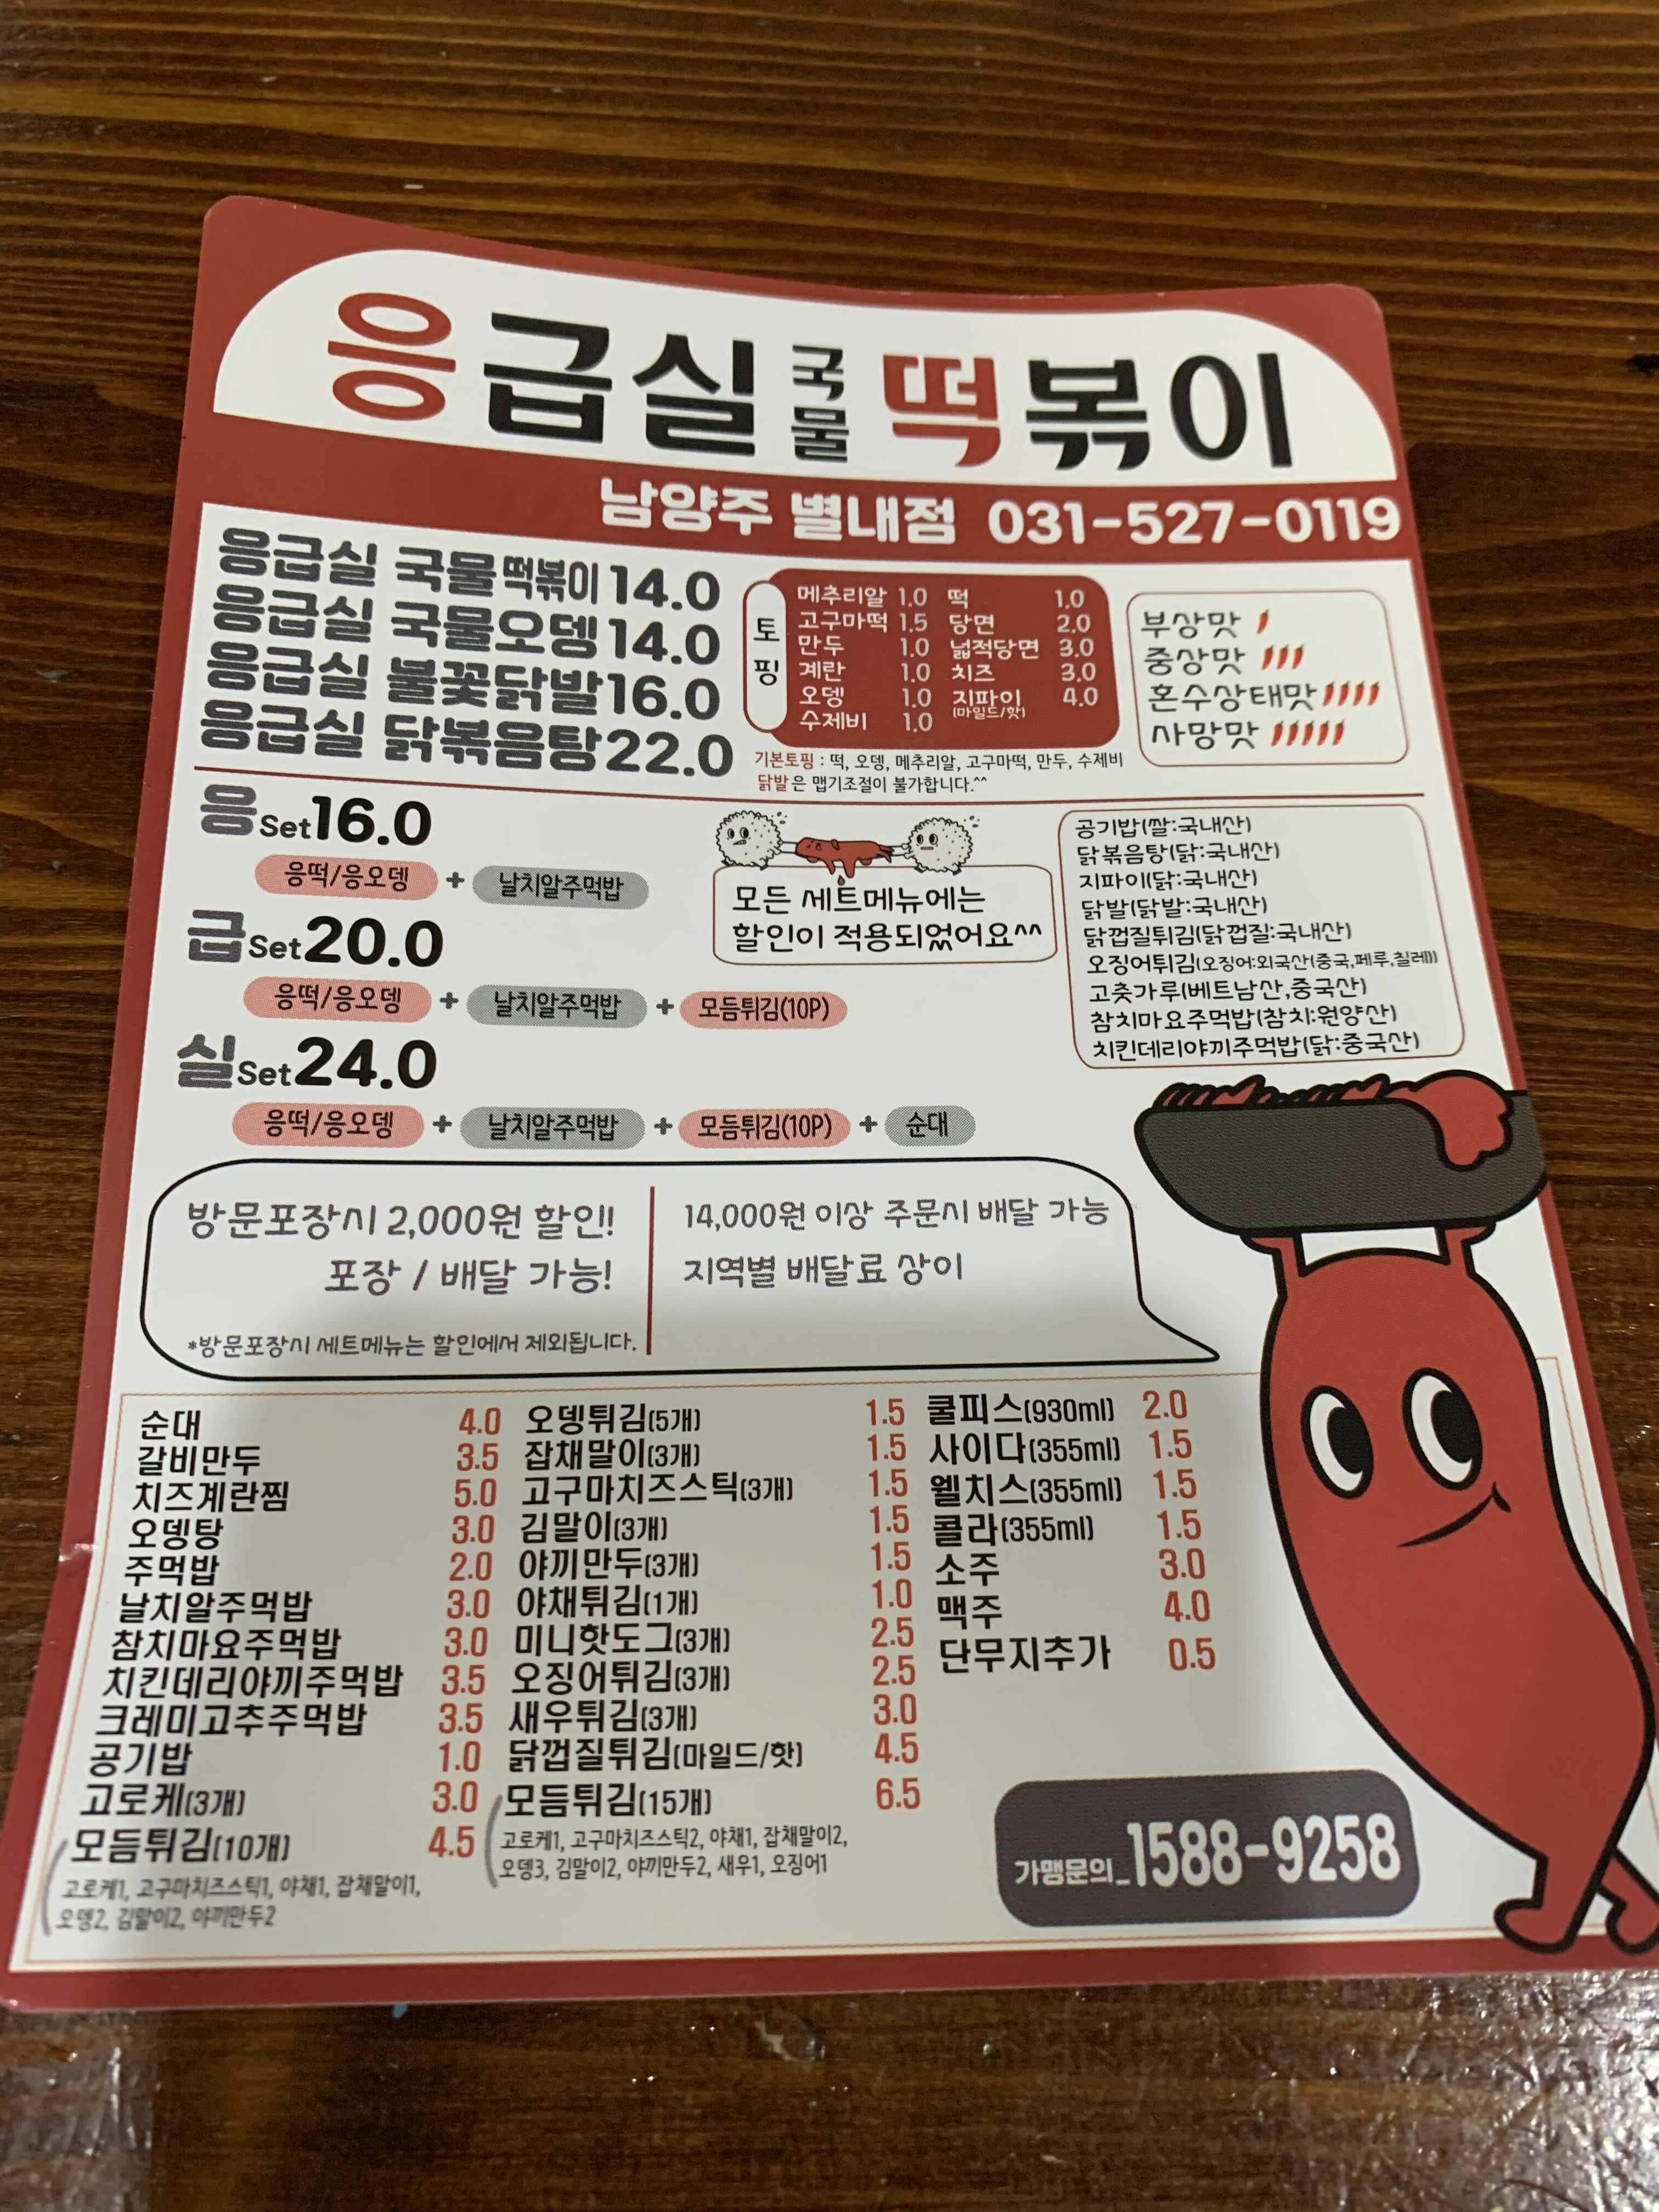 응급실 국물 떡볶이
남양주 별내점 031-527-0119
응급실 국물떡볶이 14.0
응급실 국물오뎅 14.0
응급실 불꽃닭발 16.0
응급실 닭볶음탕 22.0
토핑
메추리알 1.0 떡 1.0
고구마떡 1.5 당면 2.0
만두 1.0 넓적당면 3.0
계란 1.0 치즈 3.0
오뎅 1.0 지파이 4.0
수제비 1.0 (마일드/핫)
기본토핑 : 떡, 오뎅, 메추리알, 고구마떡, 만두, 수제비
닭발은 맵기조절이 불가합니다.^^
부상맛
중상맛
혼수상태맛
사망맛
응 Set 16.0
응떡/응오뎅 + 날치알주먹밥
급 Set 20.0
응떡/응오뎅 + 날치알주먹밥 + 모듬튀김(10P)
실 Set 24.0
응떡/응오뎅 + 날치알주먹밥 + 모듬튀김(10P) + 순대
모든 세트메뉴에는
할인이 적용되었어요^^
공기밥(쌀:국내산)
닭볶음탕(닭:국내산)
지파이(닭:국내산)
닭발(닭발:국내산)
닭껍질튀김(닭껍질:국내산)
오징어튀김(오징어:외국산(중국,페루,칠레))
고춧가루(베트남산,중국산)
참치마요주먹밥(참치:원양산)
치킨데리야끼주먹밥(닭:중국산)
방문포장시 2,000원 할인!
포장 / 배달 가능!
*방문포장시 세트메뉴는 할인에서 제외됩니다.
14,000원 이상 주문시 배달 가능
지역별 배달료 상이
순대 4.0
갈비만두 3.5
치즈계란찜 5.0
오뎅탕 3.0
주먹밥 2.0
날치알주먹밥 3.0
참치마요주먹밥 3.0
치킨데리야끼주먹밥 3.5
크레미고추주먹밥 3.5
공기밥 1.0
고로케(3개) 3.0
모듬튀김(10개) 4.5
고로케1, 고구마치즈스틱1, 야채1, 잡채말이1,
오뎅2, 김말이2, 야끼만두2
오뎅튀김(5개) 1.5
잡채말이(3개) 1.5
고구마치즈스틱(3개) 1.5
김말이(3개) 1.5
야끼만두(3개) 1.5
야채튀김(1개) 1.0
미니핫도그(3개) 2.5
오징어튀김(3개) 2.5
새우튀김(3개) 3.0
닭껍질튀김(마일드/핫) 4.5
모듬튀김(15개) 6.5
고로케1, 고구마치즈스틱2, 야채1, 잡채말이2,
오뎅3, 김말이2, 야끼만두2, 새우1, 오징어1
쿨피스(930ml) 2.0
사이다(355ml) 1.5
웰치스(355ml) 1.5
콜라(355ml) 1.5
소주 3.0
맥주 4.0
단무지추가 0.5
가맹문의_1588-9258